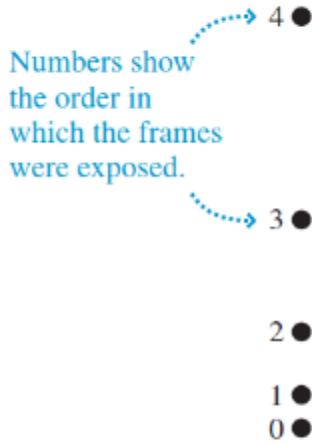 4
Numbers show
the order in
which the frames
were exposed.
3
2
1
0